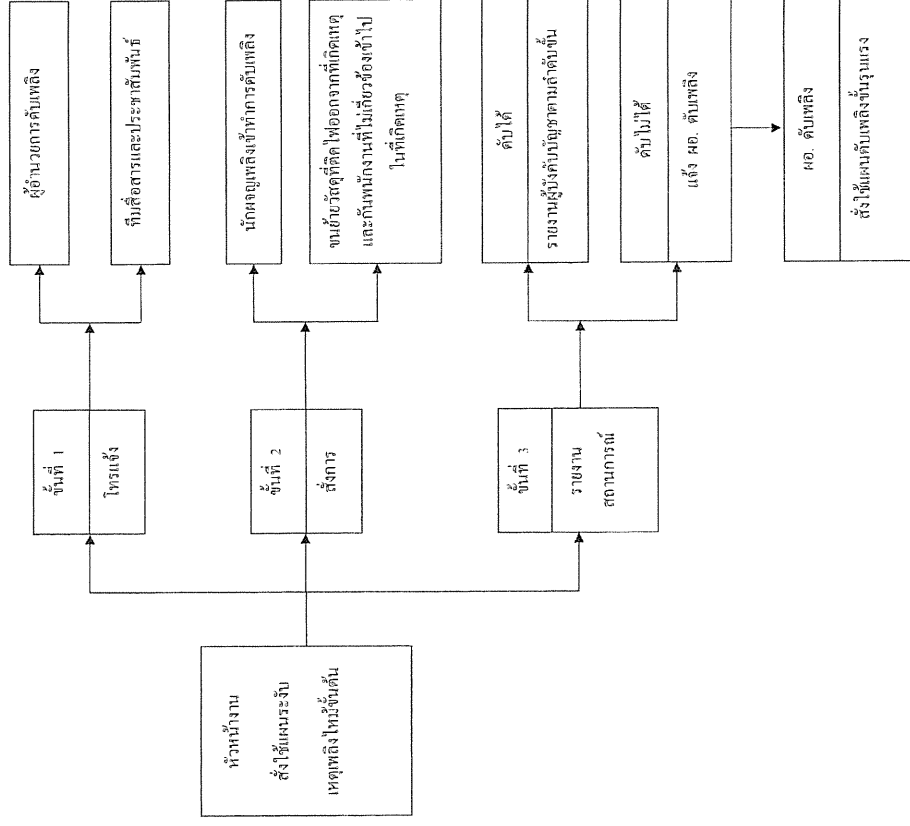 หัวหน้างาน
สั่งใช้แผนระงับ
เหตุเพลิงไหม้ขั้นต้น
ขั้นที่ 1
โทรแจ้ง
ผู้อำนวยการดับเพลิง
ทีมสื่อสารและประชาสัมพันธ์
ขั้นที่ 2
สั่งการ
นักผจญเพลิงเข้าทำการดับเพลิง
ขนย้ายวัสดุที่ติดไฟออกจากที่เกิดเหตุ
และกันพนักงานที่ไม่เกี่ยวข้องเข้าไป
ในที่เกิดเหตุ
ขั้นที่ 3
รายงาน
สถานการณ์
ดับได้
รายงานผู้บังคับบัญชาตามลำดับขั้น
ดับไม่ได้
แจ้ง ผอ. ดับเพลิง
ผอ. ดับเพลิง
สั่งใช้แผนดับเพลิงขั้นรุนแรง